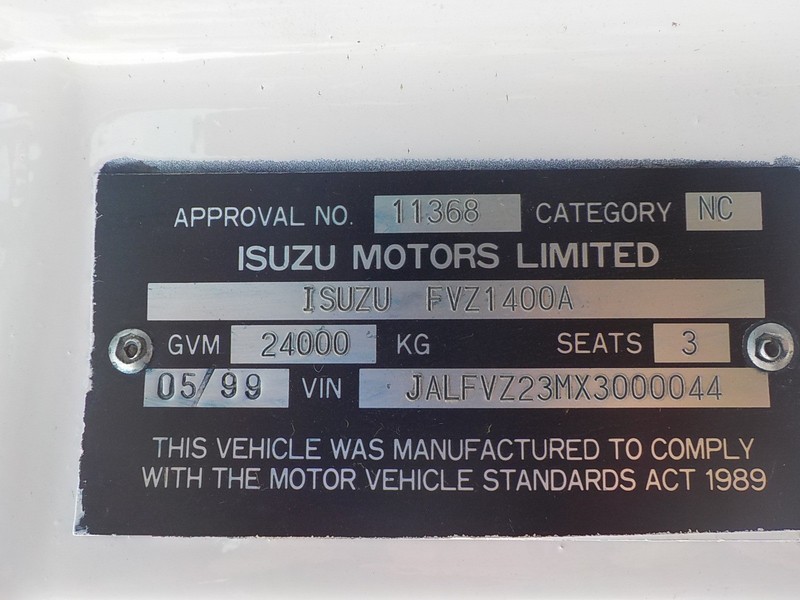 APPROVAL NO. 11368 CATEGORY NC
ISUZU MOTORS LIMITED
ISUZU FVZ1400A
GVM 24000 KG SEATS 3
05/99 VIN JALFVZ23MX3000044
THIS VEHICLE WAS MANUFACTURED TO COMPLY
WITH THE MOTOR VEHICLE STANDARDS ACT 1989